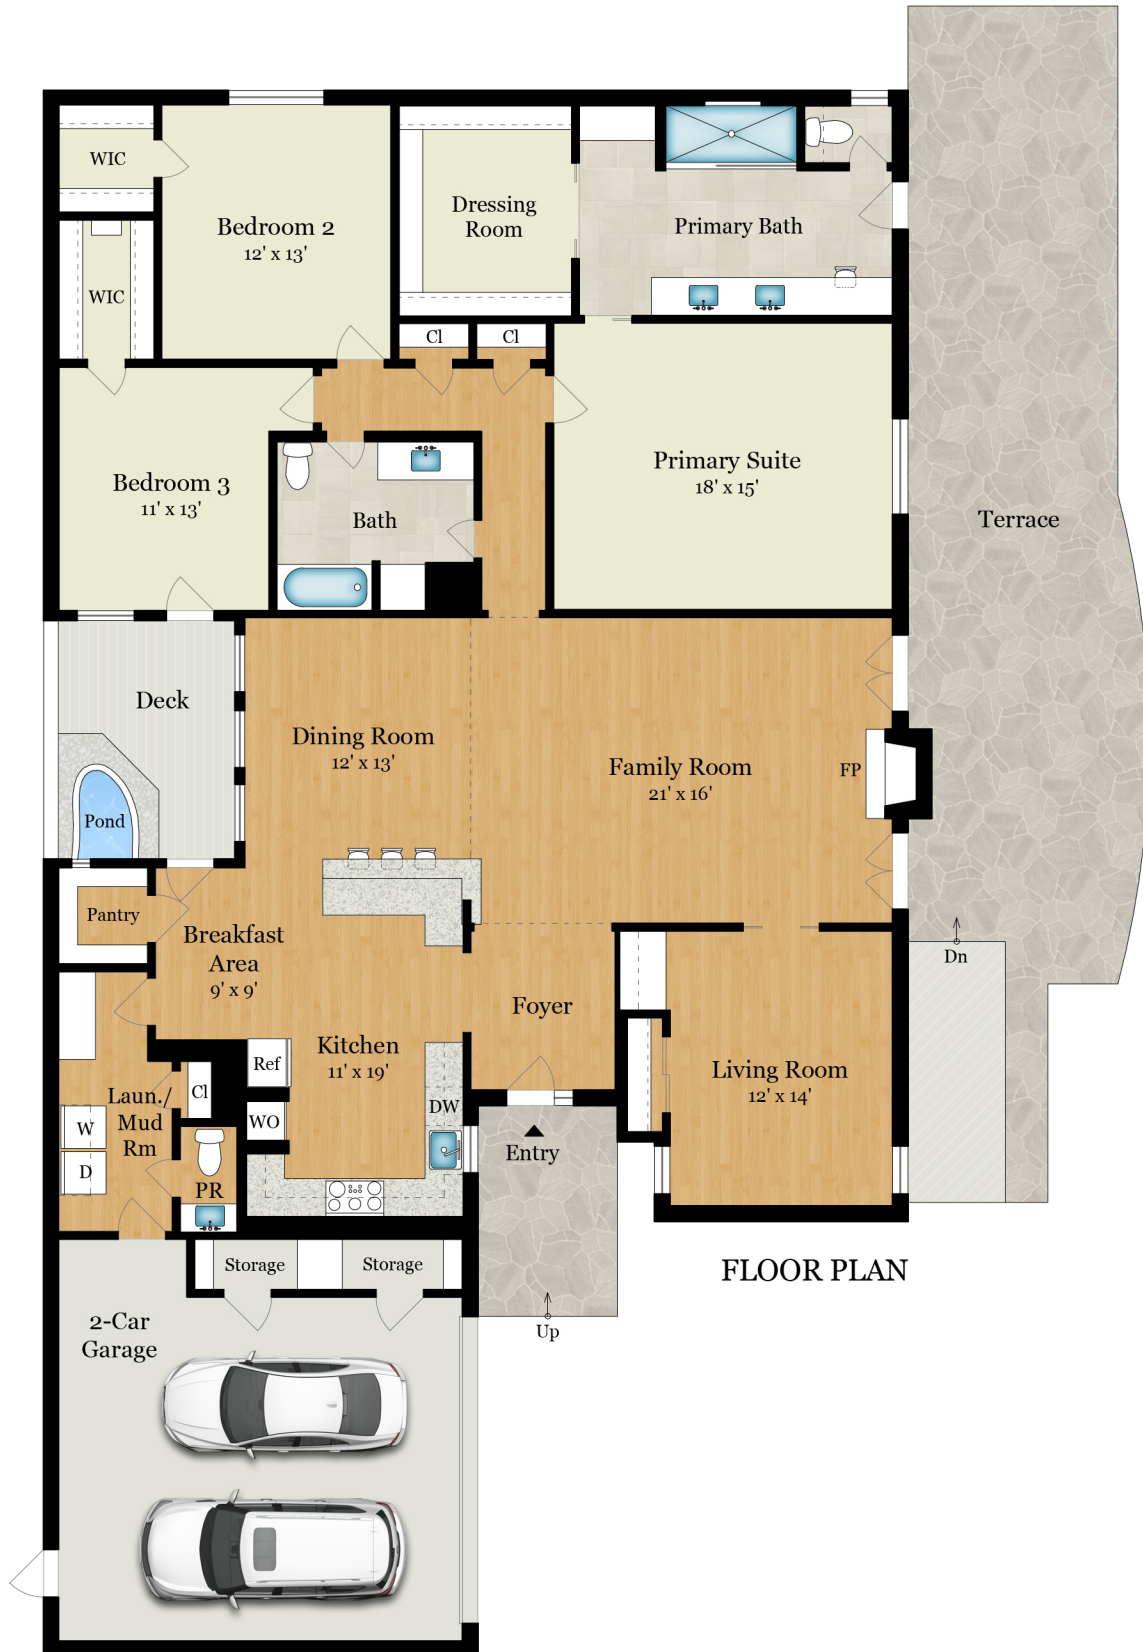 WIC
Bedroom 2
12' x 13'
Dressing
Room
Primary Bath
WIC
Cl
Cl
Bedroom 3
11' x 13'
Bath
Primary Suite
18' x 15'
Terrace
Deck
Pond
Dining Room
12' x 13'
Family Room
21' x 16'
FP
Pantry
Breakfast
Area
9' x 9'
Foyer
Dn
Kitchen
11' x 19'
Ref
WO
DW
Living Room
12' x 14'
Laun./
Mud
Rm
Cl
W
D
PR
Entry
Storage
Storage
Up
FLOOR PLAN
2-Car
Garage